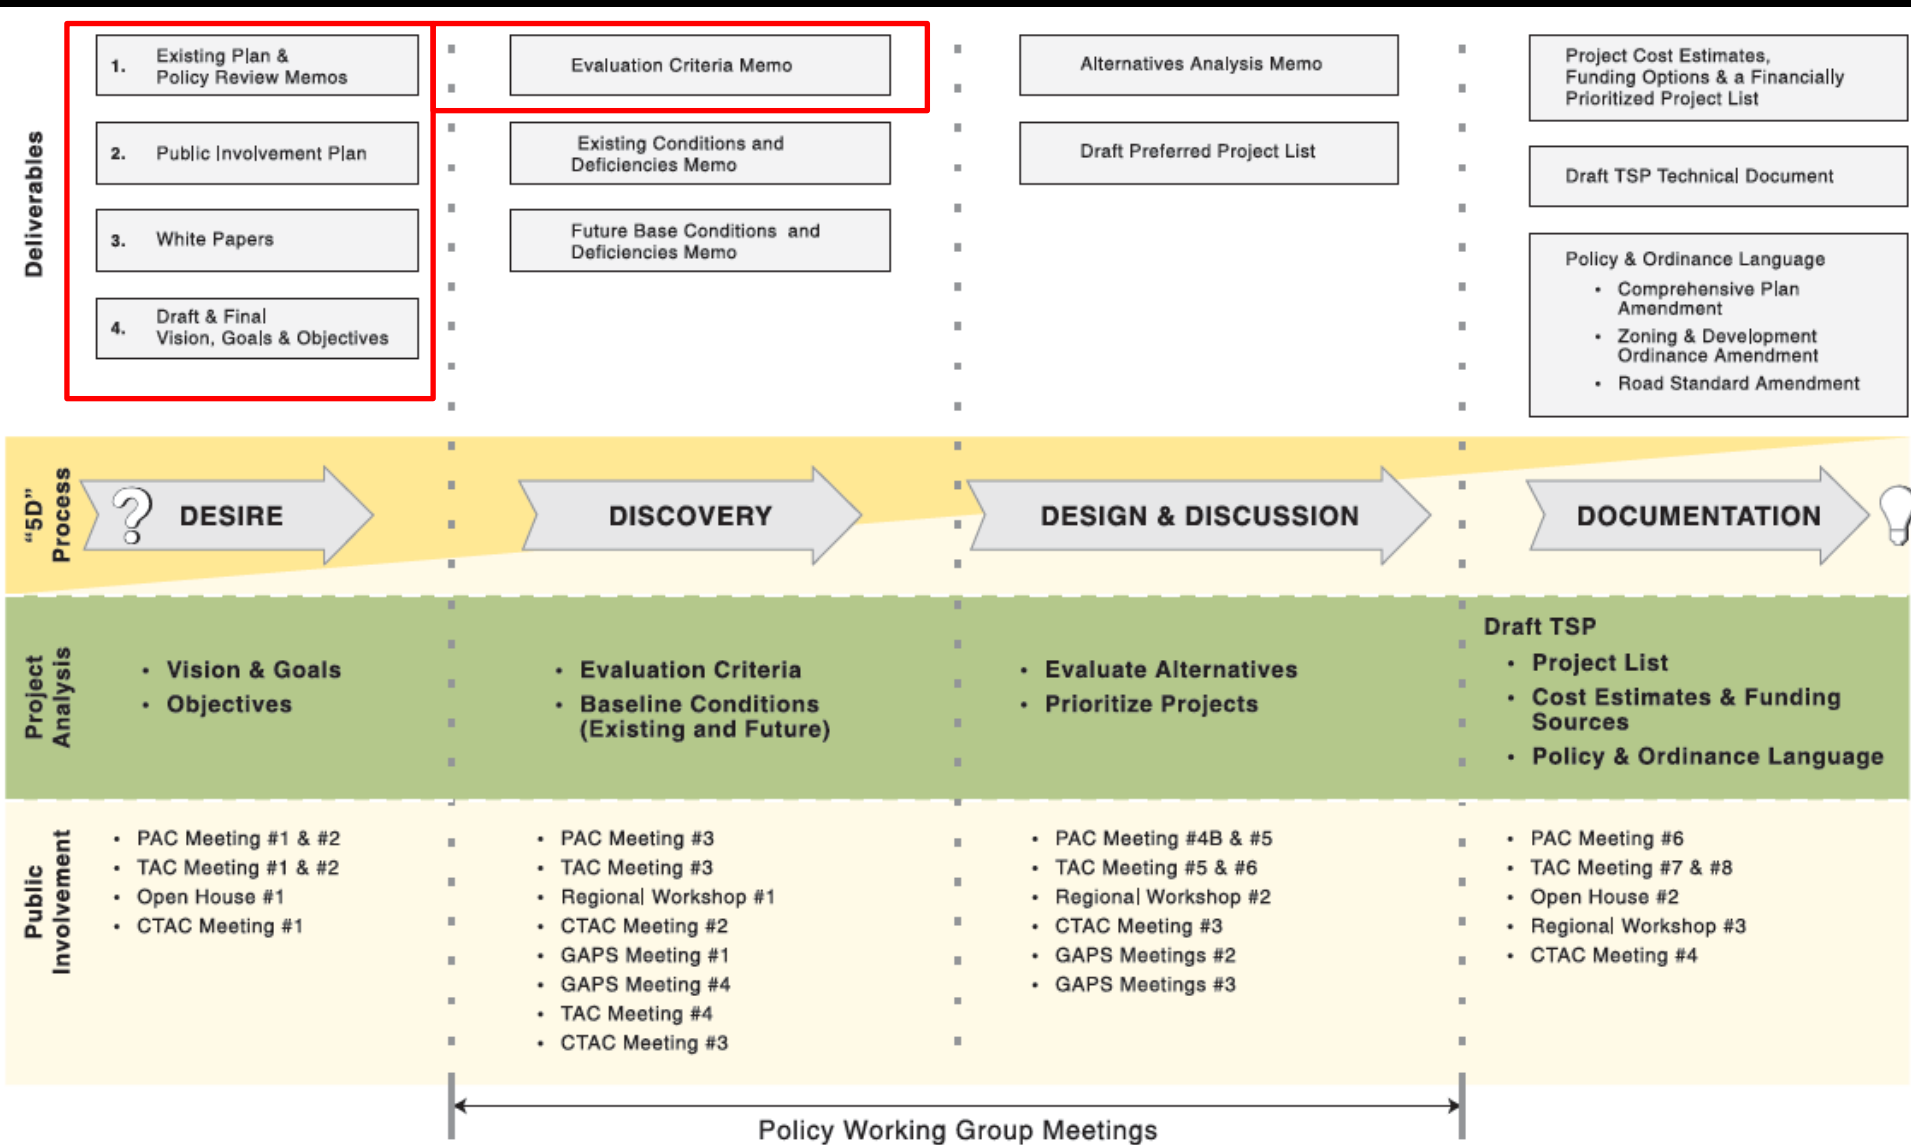 Deliverables
1. Existing Plan &
Policy Review Memos
2. Public Involvement Plan
3. White Papers
4. Draft & Final
Vision, Goals & Objectives
Evaluation Criteria Memo
Existing Conditions and
Deficiencies Memo
Future Base Conditions and
Deficiencies Memo
Alternatives Analysis Memo
Draft Preferred Project List
Project Cost Estimates,
Funding Options & a Financially
Prioritized Project List
Draft TSP Technical Document
Policy & Ordinance Language
• Comprehensive Plan
Amendment
• Zoning & Development
Ordinance Amendment
• Road Standard Amendment
"5D"
Process
? DESIRE
DISCOVERY
DESIGN & DISCUSSION
DOCUMENTATION
Project
Analysis
• Vision & Goals
• Objectives
• Evaluation Criteria
• Baseline Conditions
(Existing and Future)
• Evaluate Alternatives
• Prioritize Projects
Draft TSP
• Project List
• Cost Estimates & Funding
Sources
• Policy & Ordinance Language
Public
Involvement
• PAC Meeting #1 & #2
• TAC Meeting #1 & #2
• Open House #1
• CTAC Meeting #1
• PAC Meeting #3
• TAC Meeting #3
• Regional Workshop #1
• CTAC Meeting #2
• GAPS Meeting #1
• GAPS Meeting #4
• TAC Meeting #4
• CTAC Meeting #3
• PAC Meeting #4B & #5
• TAC Meeting #5 & #6
• Regional Workshop #2
• CTAC Meeting #3
• GAPS Meetings #2
• GAPS Meetings #3
• PAC Meeting #6
• TAC Meeting #7 & #8
• Open House #2
• Regional Workshop #3
• CTAC Meeting #4
Policy Working Group Meetings